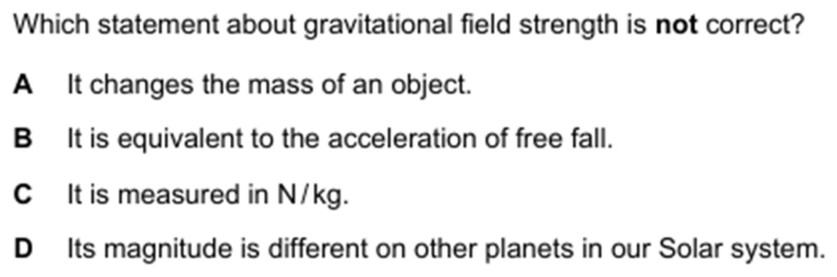 Which statement about gravitational field strength is not correct?
A It changes the mass of an object.
B It is equivalent to the acceleration of free fall.
C It is measured in N/kg.
D Its magnitude is different on other planets in our Solar system.